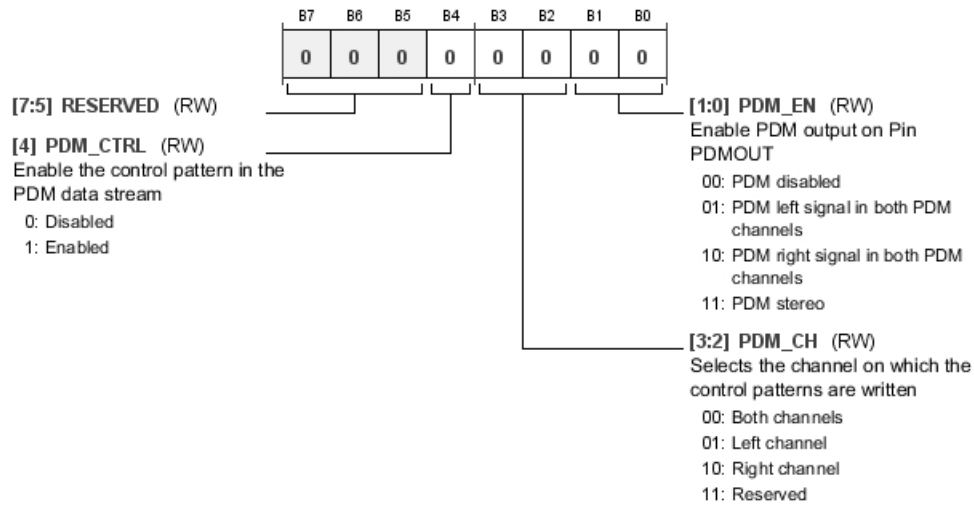 B7 B6 B5 B4 B3 B2 B1 B0
0 0 0 0 0 0 0 0
[7:5] RESERVED (RW)
[4] PDM_CTRL (RW)
Enable the control pattern in the
PDM data stream
0: Disabled
1: Enabled
[1:0] PDM_EN (RW)
Enable PDM output on Pin
PDMOUT
00: PDM disabled
01: PDM left signal in both PDM
channels
10: PDM right signal in both PDM
channels
11: PDM stereo
[3:2] PDM_CH (RW)
Selects the channel on which the
control patterns are written
00: Both channels
01: Left channel
10: Right channel
11: Reserved